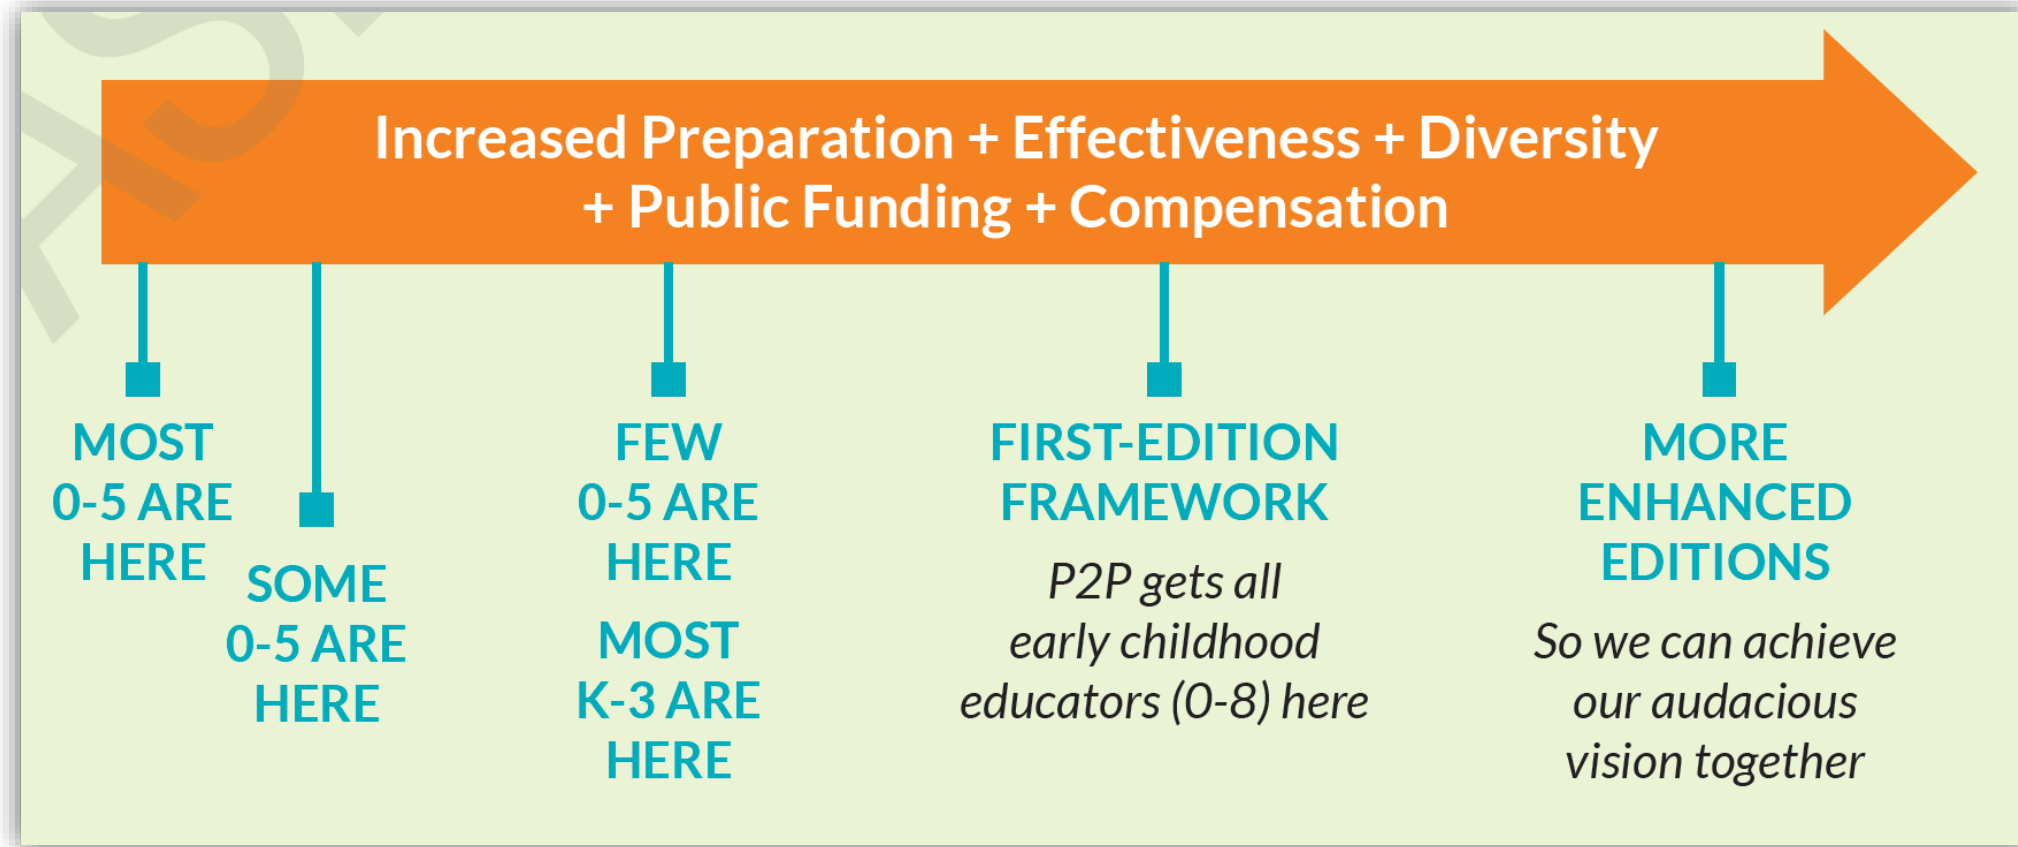 Increased Preparation + Effectiveness + Diversity
+ Public Funding + Compensation
MOST
0-5 ARE
HERE
SOME
0-5 ARE
HERE
FEW
0-5 ARE
HERE
MOST
K-3 ARE
HERE
FIRST-EDITION
FRAMEWORK
P2P gets all
early childhood
educators (0-8) here
MORE
ENHANCED
EDITIONS
So we can achieve
our audacious
vision together